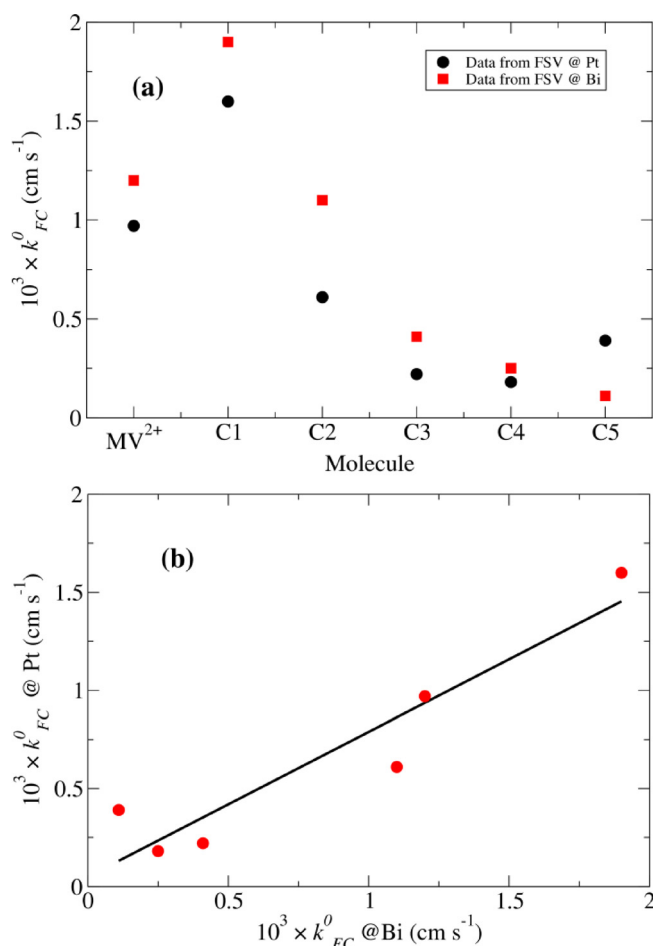 2
1.5
1
0.5
0
10³ × k⁰FC (cm s⁻¹)
(a)
Data from FSV @ Pt
Data from FSV @ Bi
MV²⁺ C1 C2 C3 C4 C5
Molecule
2
1.5
1
0.5
0
10³ × k⁰FC @ Pt (cm s⁻¹)
(b)
0 0.5 1 1.5 2
10³ × k⁰FC @Bi (cm s⁻¹)